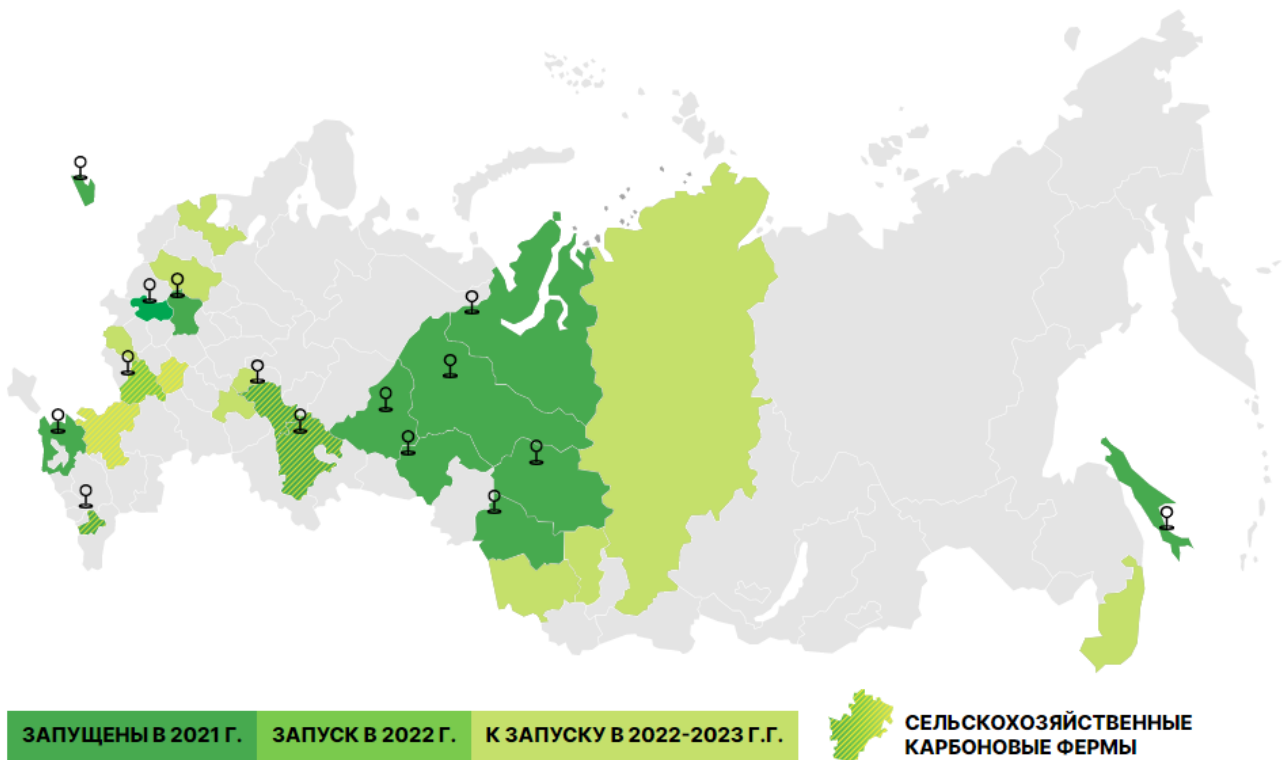 ЗАПУЩЕНЫ В 2021 Г.
ЗАПУСК В 2022 Г.
К ЗАПУСКУ В 2022-2023 Г.Г.
СЕЛЬСКОХОЗЯЙСТВЕННЫЕ
КАРБОНОВЫЕ ФЕРМЫ